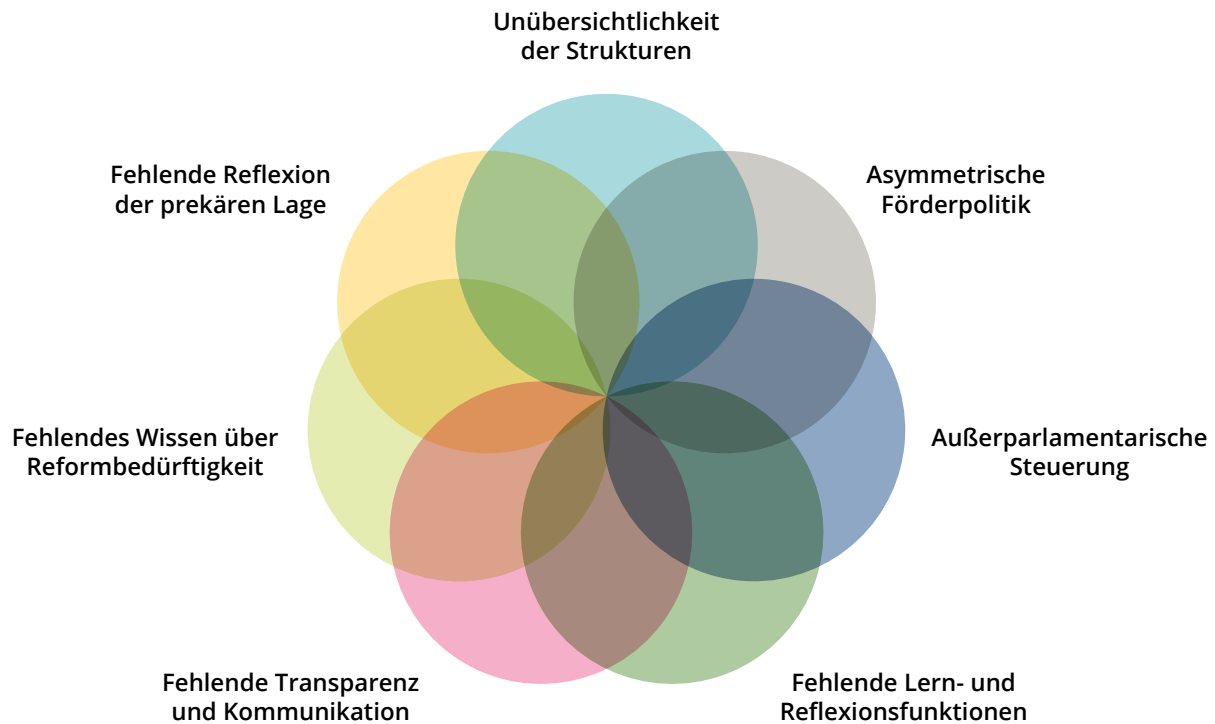 Unübersichtlichkeit
der Strukturen
Fehlende Reflexion
der prekären Lage
Asymmetrische
Förderpolitik
Fehlendes Wissen über
Reformbedürftigkeit
Außerparlamentarische
Steuerung
Fehlende Transparenz
und Kommunikation
Fehlende Lern- und
Reflexionsfunktionen